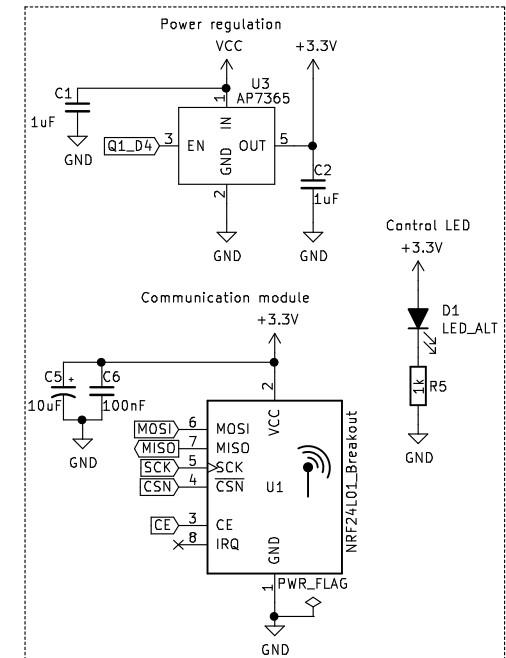 Power regulation
VCC
+3.3V
C1
1uF
GND
U3
AP7365
1
IN
Q1_D4
3
EN
GND
OUT
5
2
GND
C2
1uF
GND
Control LED
+3.3V
D1
LED_ALT
1k
R5
GND
Communication module
+3.3V
C5
+
10uF
C6
100nF
GND
2
VCC
MOSI 6 MOSI
MISO 7 MISO
SCK 5 SCK
CSN 4 CSN
U1
CE 3 CE
8 IRQ
GND
NRF24L01_Breakout
1
PWR_FLAG
GND